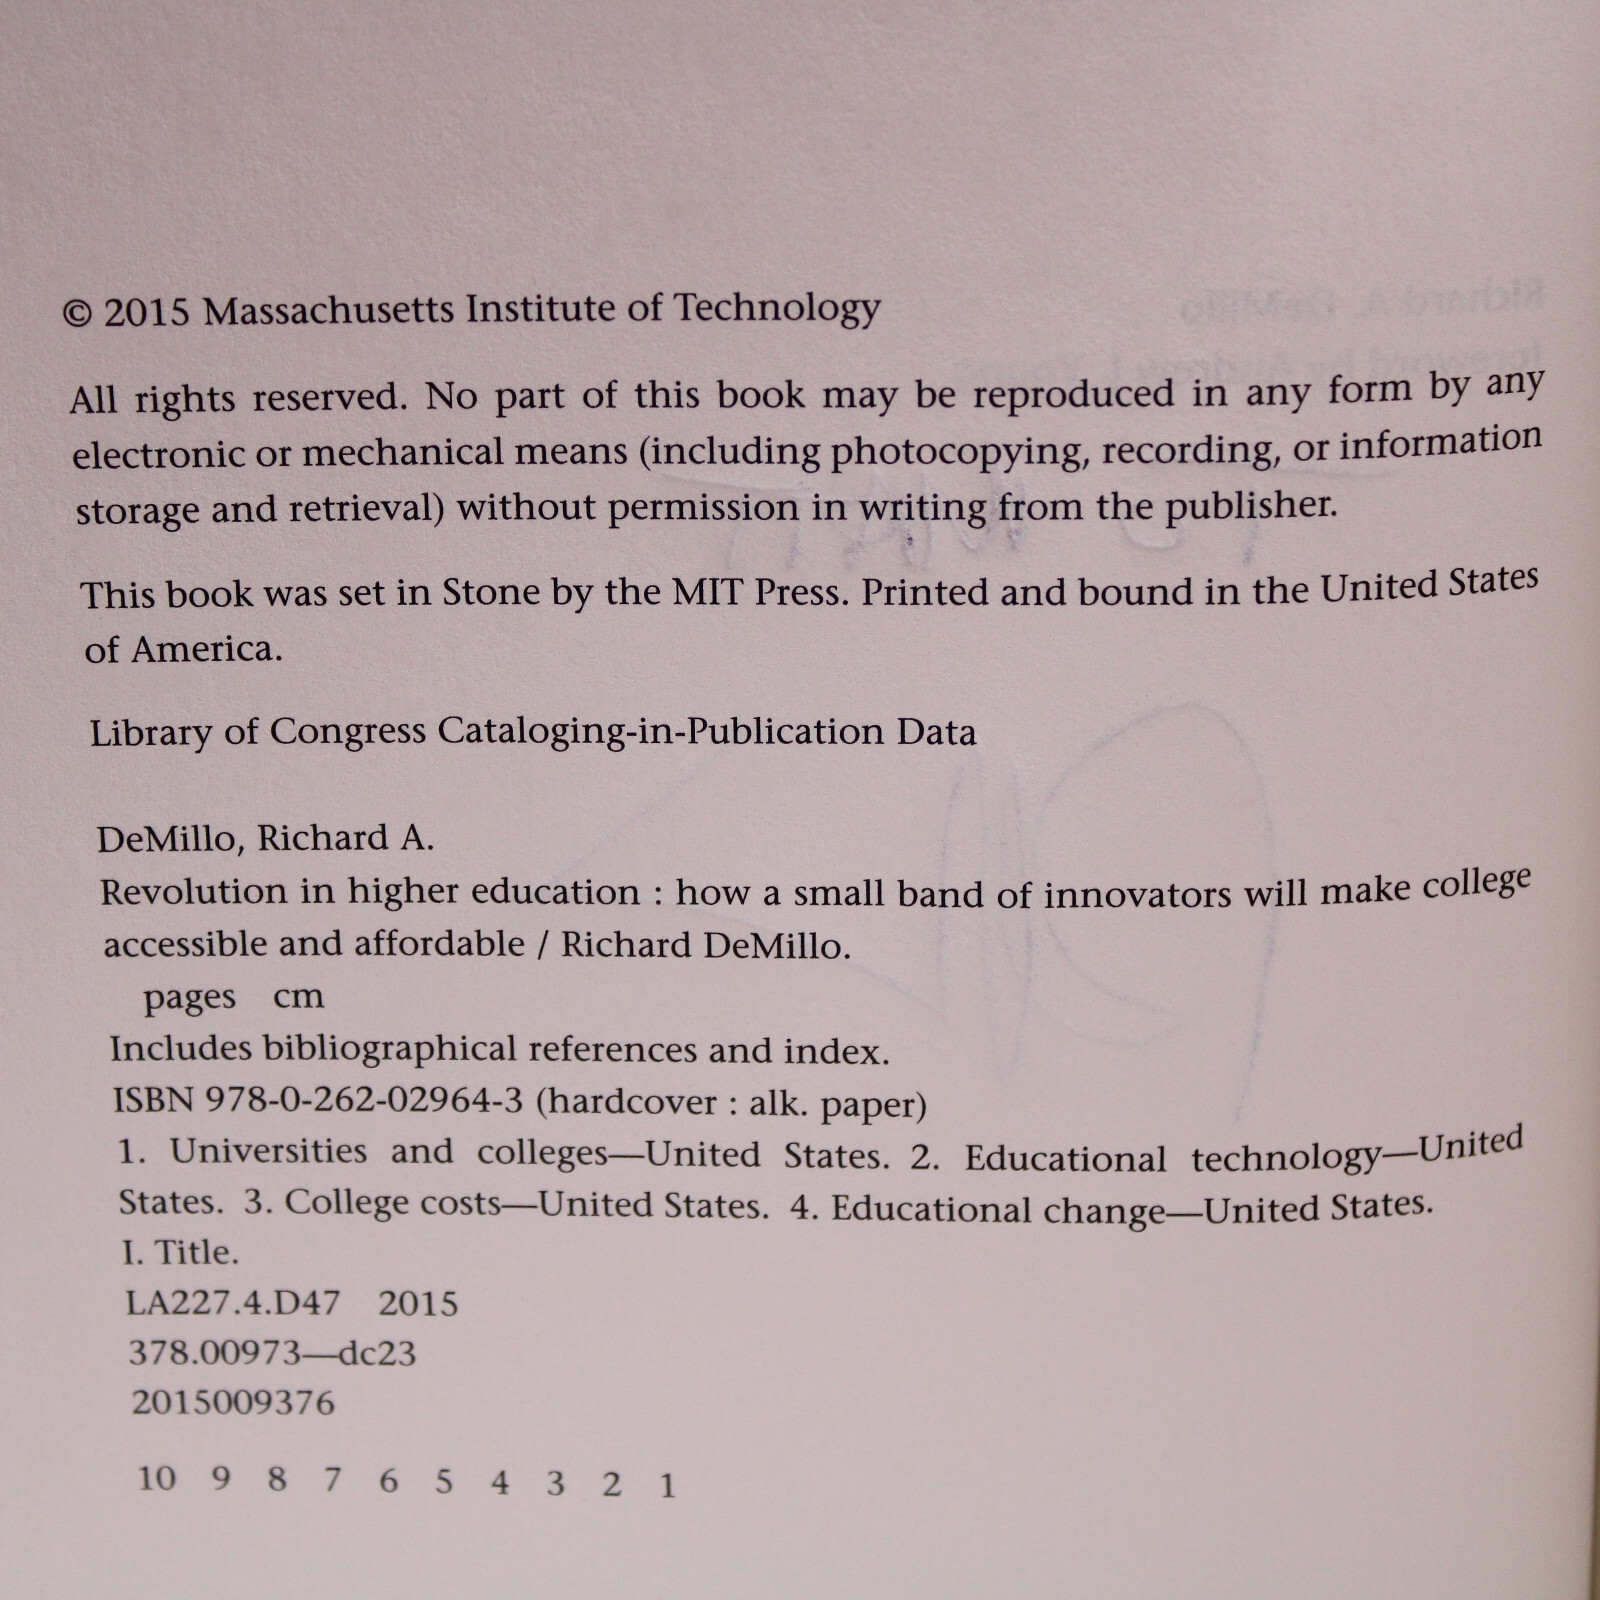 © 2015 Massachusetts Institute of Technology
All rights reserved. No part of this book may be reproduced in any form by any
electronic or mechanical means (including photocopying, recording, or information
storage and retrieval) without permission in writing from the publisher.
This book was set in Stone by the MIT Press. Printed and bound in the United States
of America.
Library of Congress Cataloging-in-Publication Data
DeMillo, Richard A.
Revolution in higher education : how a small band of innovators will make college
accessible and affordable / Richard DeMillo.
pages cm
Includes bibliographical references and index.
ISBN 978-0-262-02964-3 (hardcover : alk. paper)
1. Universities and colleges—United States. 2. Educational technology—United
States. 3. College costs—United States. 4. Educational change—United States.
I. Title.
LA227.4.D47 2015
378.00973—dc23
2015009376
10 9 8 7 6 5 4 3 2 1